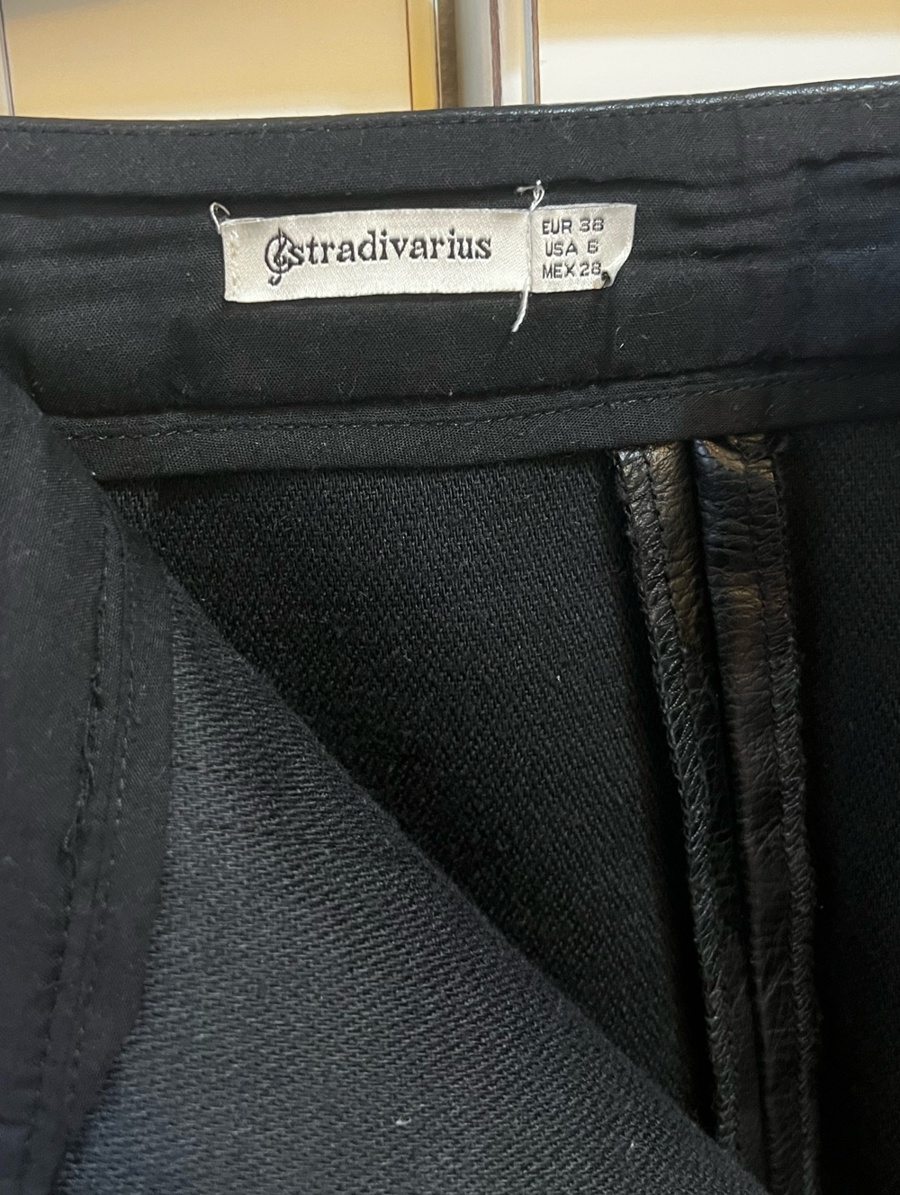 stradivarius
EUR 38
USA 6
MEX 28